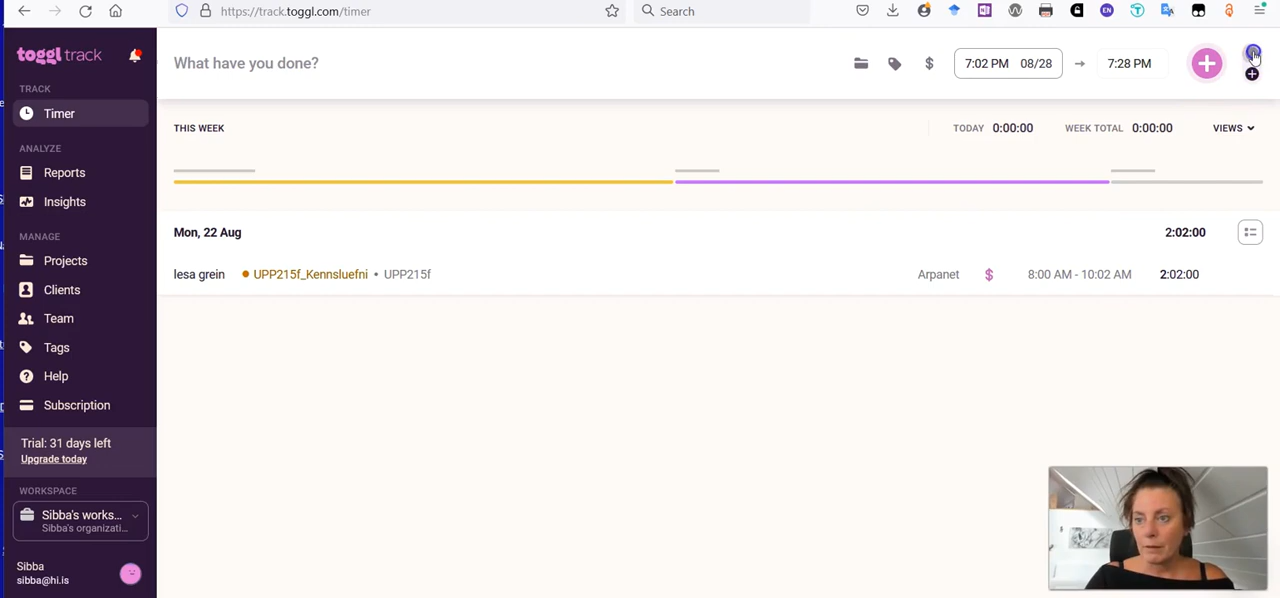 https://track.toggl.com/timer
Search
EN
toggl track
What have you done?
$
7:02 PM 08/28
7:28 PM
TRACK
Timer
THIS WEEK
TODAY 0:00:00
WEEK TOTAL 0:00:00
VIEWS
ANALYZE
Reports
Insights
MANAGE
Projects
Clients
Team
Tags
Help
Subscription
Mon, 22 Aug
2:02:00
lesa grein
UPP215f_Kennsluefni • UPP215f
Arpanet
$
8:00 AM - 10:02 AM
2:02:00
Trial: 31 days left
Upgrade today
WORKSPACE
Sibba's works...
Sibba's organizati...
Sibba
sibba@hi.is